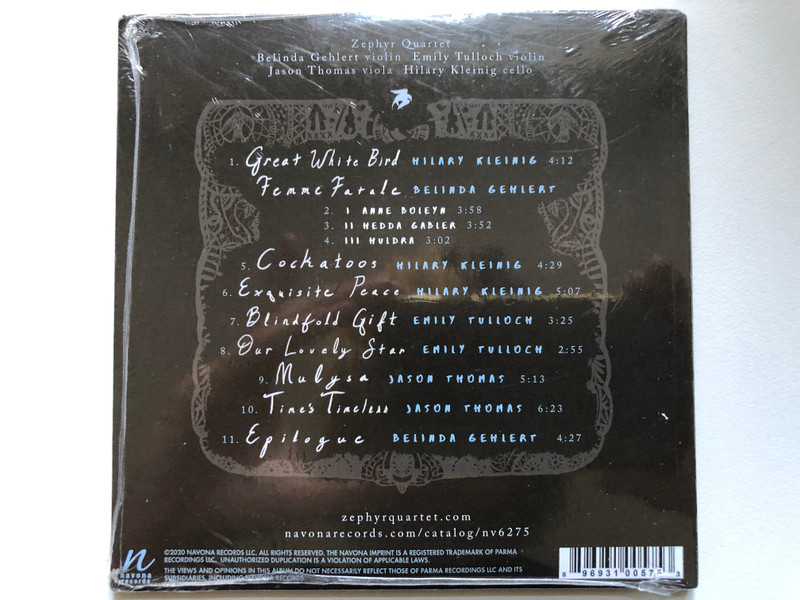 Zephyr Quartet
Belinda Gehlert violin Emily Tulloch violin
Jason Thomas viola Hilary Kleinig cello
1. Great White Bird HILARY KLEINIG 4:12
Femme Fatale BELINDA GEHLERT
2. I ANNE BOLEYN 3:58
3. II HEDDA GABLER 3:52
4. III HULDRA 3:02
5. Cockatoos HILARY KLEINIG 4:29
6. Exquisite Peace HILARY KLEINIG 5:07
7. Blindfold Gift EMILY TULLOCH 3:25
8. Our Lovely Star EMILY TULLOCH 2:55
9. Mulysa JASON THOMAS 5:13
10. Time's Timeless JASON THOMAS 6:23
11. Epilogue BELINDA GEHLERT 4:27
zephyrquartet.com
navonarecords.com/catalog/nv6275
n
navona
records
©2020 NAVONA RECORDS LLC. ALL RIGHTS RESERVED. THE NAVONA IMPRINT IS A REGISTERED TRADEMARK OF PARMA
RECORDINGS LLC. UNAUTHORIZED DUPLICATION IS A VIOLATION OF APPLICABLE LAWS.
THE VIEWS AND OPINIONS IN THIS ALBUM DO NOT NECESSARILY REFLECT THOSE OF PARMA RECORDINGS LLC AND ITS
SUBSIDIARIES, INCLUDING NAVONA RECORDS
8 96931 0057 3